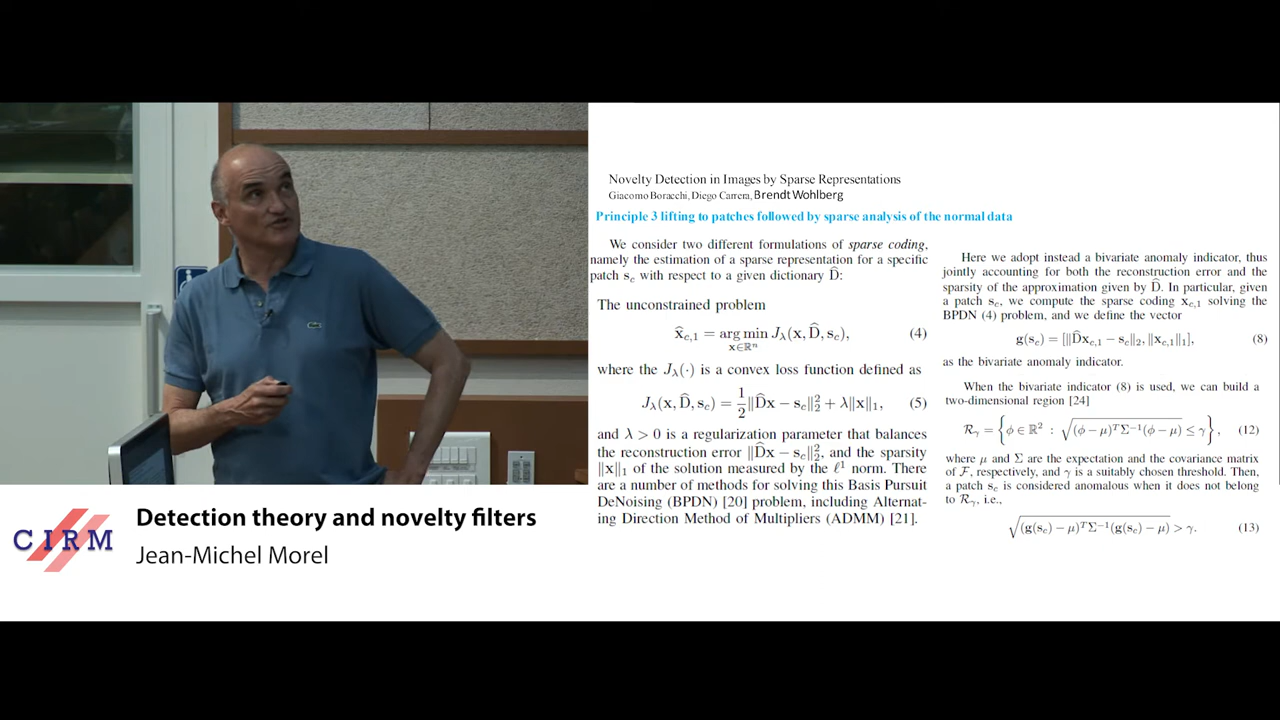 Novelty Detection in Images by Sparse Representations
Giacomo Boracchi, Diego Carrera, Brendt Wohlberg
Principle 3 lifting to patches followed by sparse analysis of the normal data
We consider two different formulations of sparse coding,
namely the estimation of a sparse representation for a specific
patch s_c with respect to a given dictionary D̂:
The unconstrained problem
x̂_{c,1} = arg min_{x∈ℝⁿ} J_λ(x, D̂, s_c), (4)
where the J_λ(·) is a convex loss function defined as
J_λ(x, D̂, s_c) = 1/2 ‖D̂x − s_c‖₂² + λ‖x‖₁, (5)
and λ > 0 is a regularization parameter that balances
the reconstruction error ‖D̂x − s_c‖₂², and the sparsity
‖x‖₁ of the solution measured by the ℓ¹ norm. There
are a number of methods for solving this Basis Pursuit
DeNoising (BPDN) [20] problem, including Alternat-
ing Direction Method of Multipliers (ADMM) [21].
Here we adopt instead a bivariate anomaly indicator, thus
jointly accounting for both the reconstruction error and the
sparsity of the approximation given by D̂. In particular, given
a patch s_c, we compute the sparse coding x_{c,1} solving the
BPDN (4) problem, and we define the vector
g(s_c) = [‖D̂x_{c,1} − s_c‖₂, ‖x_{c,1}‖₁], (8)
as the bivariate anomaly indicator.
When the bivariate indicator (8) is used, we can build a
two-dimensional region [24]
R_γ = {φ ∈ ℝ² : √((φ − μ)ᵀΣ⁻¹(φ − μ)) ≤ γ}, (12)
where μ and Σ are the expectation and the covariance matrix
of F, respectively, and γ is a suitably chosen threshold. Then,
a patch s_c is considered anomalous when it does not belong
to R_γ, i.e.,
√((g(s_c) − μ)ᵀΣ⁻¹(g(s_c) − μ)) > γ. (13)
CIRM
Detection theory and novelty filters
Jean-Michel Morel